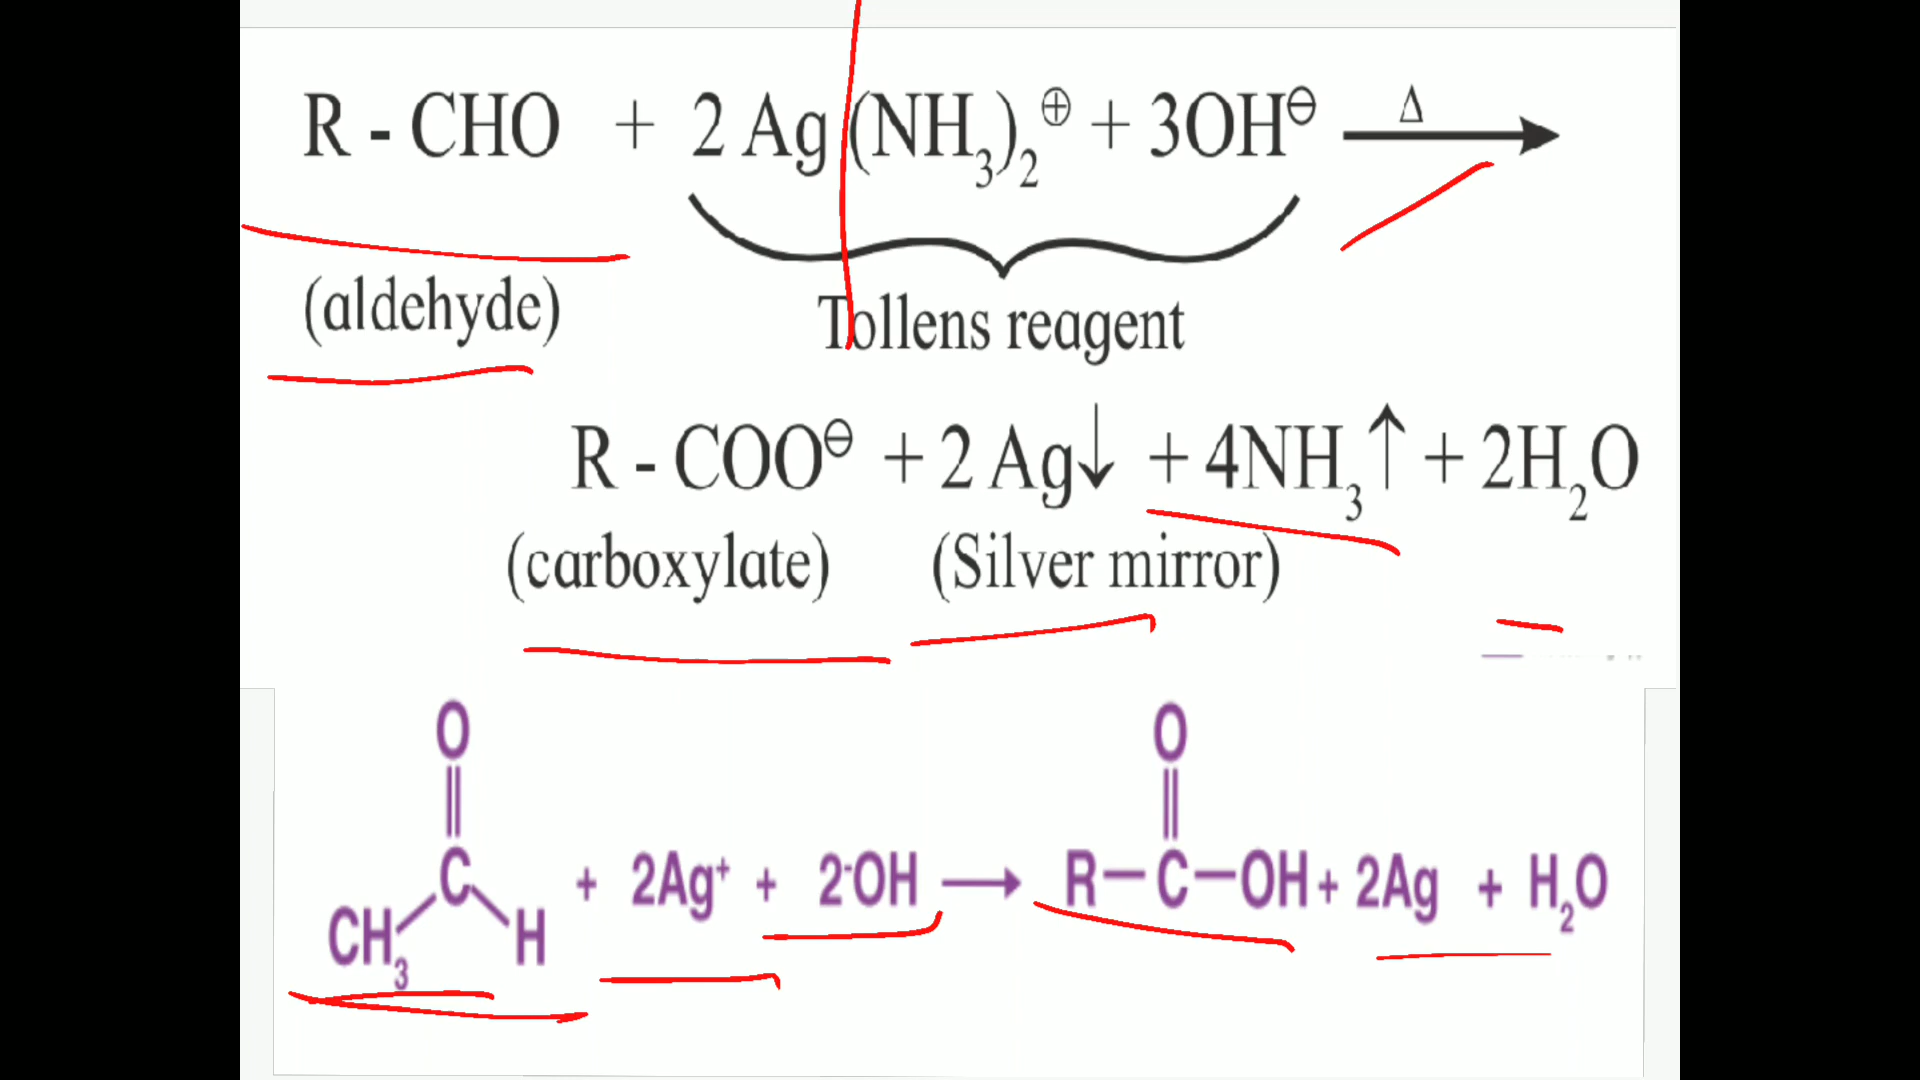 R - CHO + 2 Ag (NH₃)₂⊕ + 3OH⊖ Δ→
(aldehyde) Tollens reagent
R - COO⊖ + 2 Ag↓ + 4NH₃↑ + 2H₂O
(carboxylate) (Silver mirror)
O O
CH₃ C H + 2Ag⁺ + 2⁻OH → R—C—OH + 2Ag + H₂O